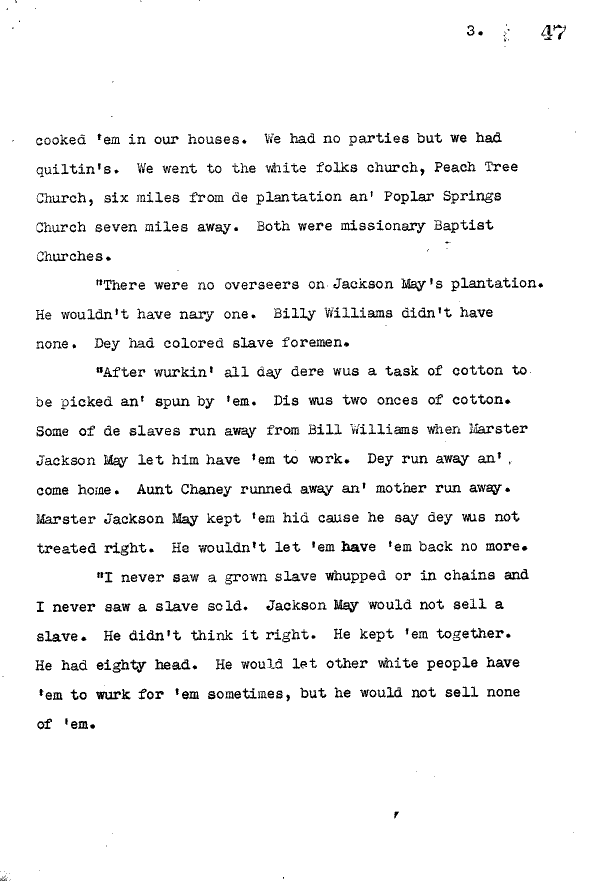 3. 47
cooked 'em in our houses. We had no parties but we had
quiltin's. We went to the white folks church, Peach Tree
Church, six miles from de plantation an' Poplar Springs
Church seven miles away. Both were missionary Baptist
Churches.
"There were no overseers on Jackson May's plantation.
He wouldn't have nary one. Billy Williams didn't have
none. Dey had colored slave foremen.
"After wurkin' all day dere wus a task of cotton to
be picked an' spun by 'em. Dis wus two onces of cotton.
Some of de slaves run away from Bill Williams when Marster
Jackson May let him have 'em to work. Dey run away an'
come home. Aunt Chaney runned away an' mother run away.
Marster Jackson May kept 'em hid cause he say dey wus not
treated right. He wouldn't let 'em have 'em back no more.
"I never saw a grown slave whupped or in chains and
I never saw a slave sold. Jackson May would not sell a
slave. He didn't think it right. He kept 'em together.
He had eighty head. He would let other white people have
'em to wurk for 'em sometimes, but he would not sell none
of 'em.